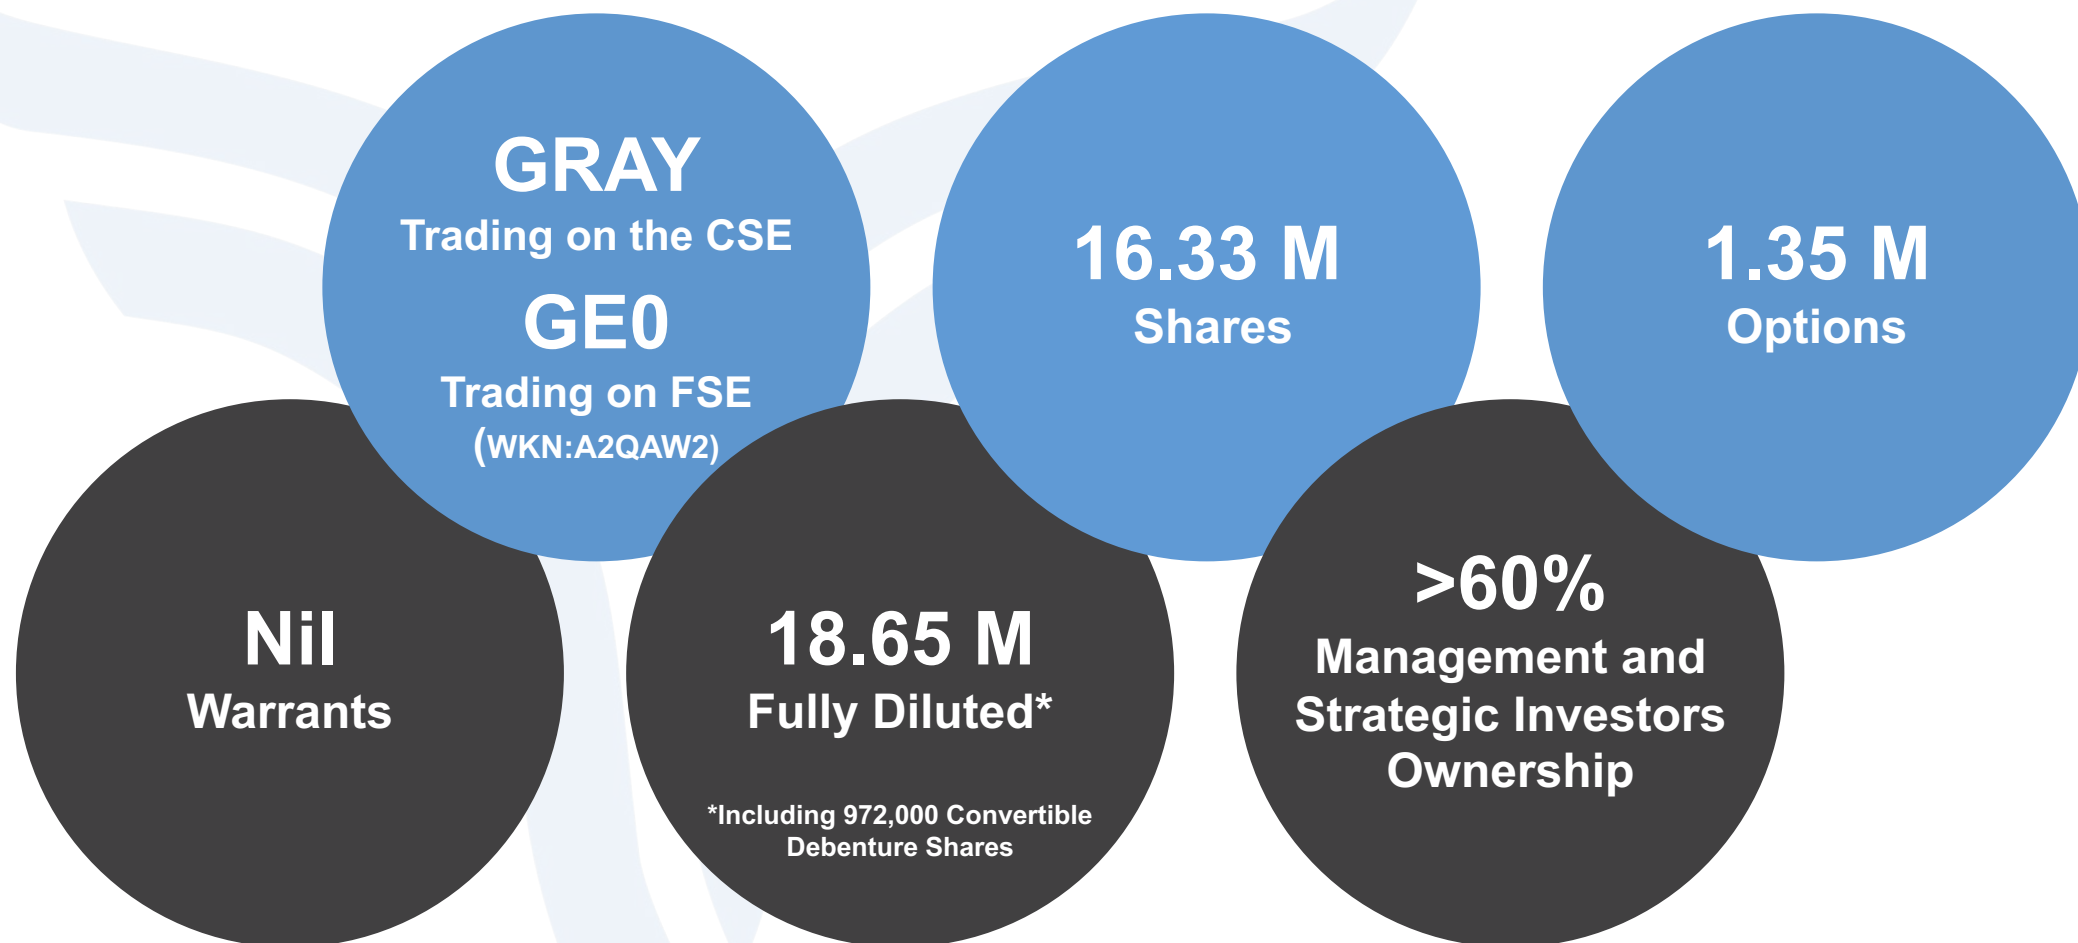 GRAY
Trading on the CSE
GE0
Trading on FSE
(WKN:A2QAW2)
16.33 M
Shares
1.35 M
Options
Nil
Warrants
18.65 M
Fully Diluted*
*Including 972,000 Convertible
Debenture Shares
>60%
Management and
Strategic Investors
Ownership